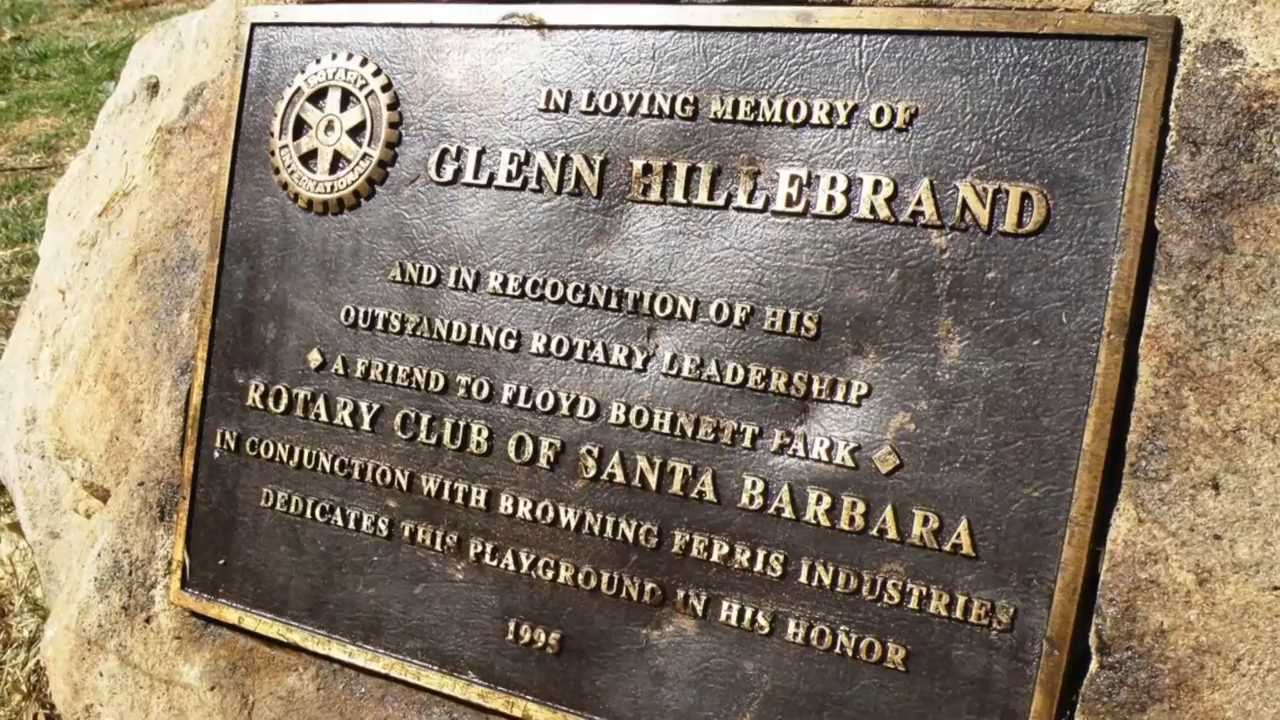 ROTARY
INTERNATIONAL
IN LOVING MEMORY OF
GLENN HILLEBRAND
AND IN RECOGNITION OF HIS
OUTSTANDING ROTARY LEADERSHIP
A FRIEND TO FLOYD BOHNETT PARK
ROTARY CLUB OF SANTA BARBARA
IN CONJUNCTION WITH BROWNING FERRIS INDUSTRIES
DEDICATES THIS PLAYGROUND IN HIS HONOR
1995